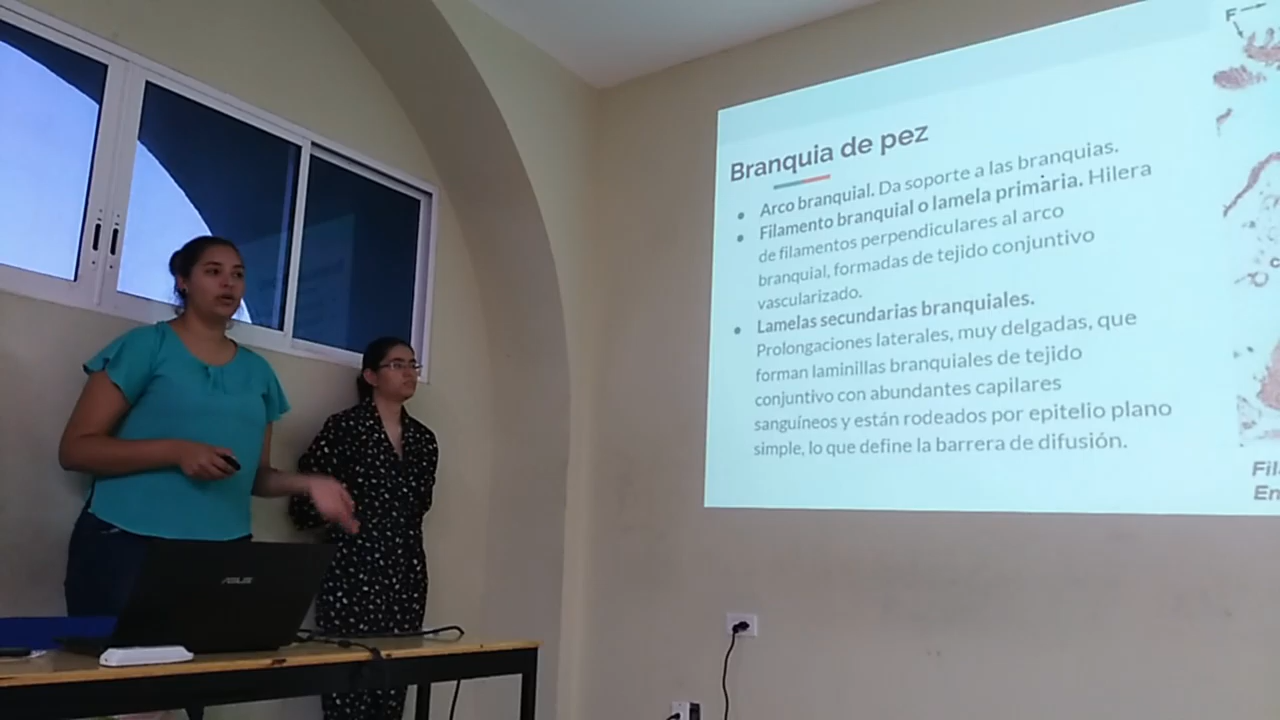 Branquia de pez
● Arco branquial. Da soporte a las branquias.
● Filamento branquial o lamela primaria. Hilera
de filamentos perpendiculares al arco
branquial, formadas de tejido conjuntivo
vascularizado.
● Lamelas secundarias branquiales.
Prolongaciones laterales, muy delgadas, que
forman laminillas branquiales de tejido
conjuntivo con abundantes capilares
sanguíneos y están rodeados por epitelio plano
simple, lo que define la barrera de difusión.
F
c
Fil
En
ASUS